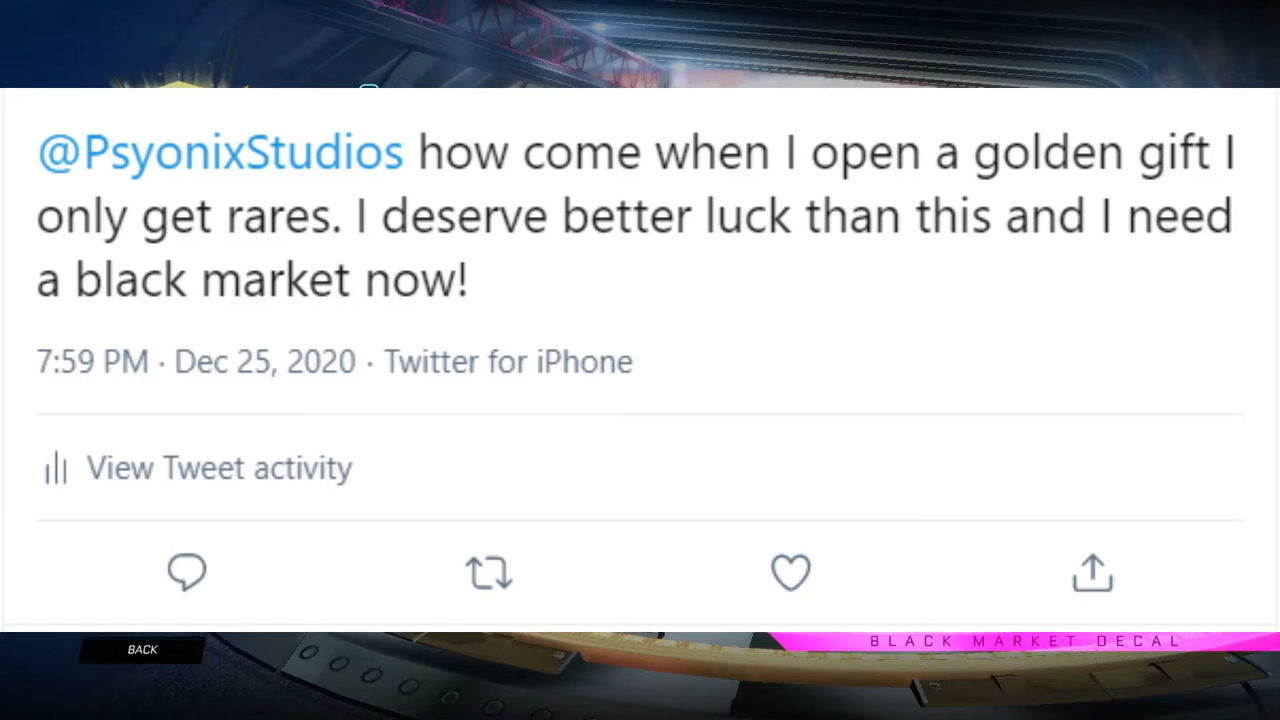 @PsyonixStudios how come when I open a golden gift I
only get rares. I deserve better luck than this and I need
a black market now!
7:59 PM · Dec 25, 2020 · Twitter for iPhone
View Tweet activity
BLACK MARKET DECAL
BACK